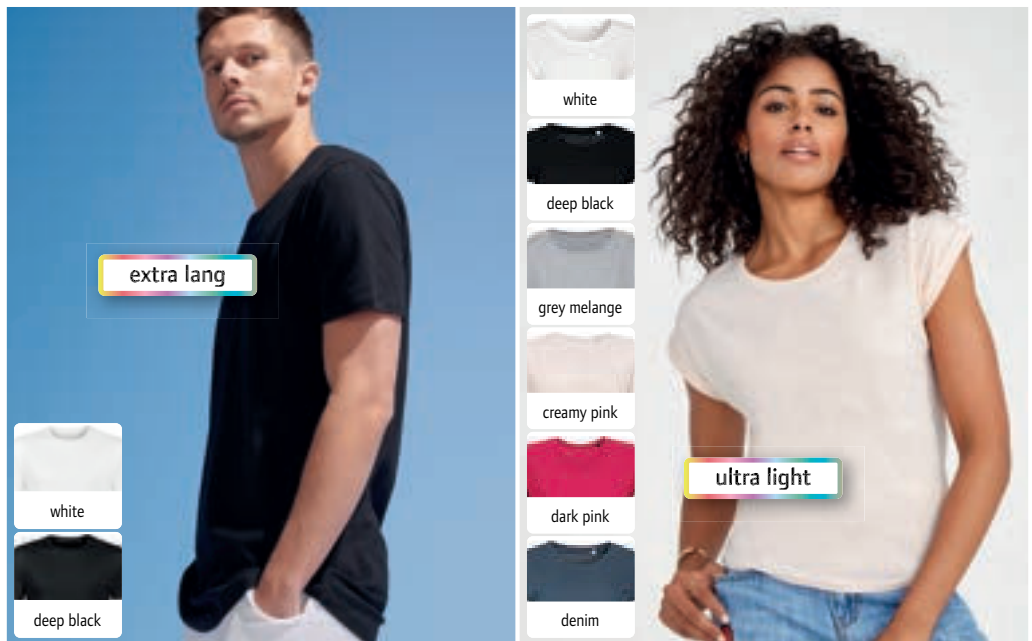 extra lang
white
deep black
white
deep black
grey melange
creamy pink
dark pink
denim
ultra light